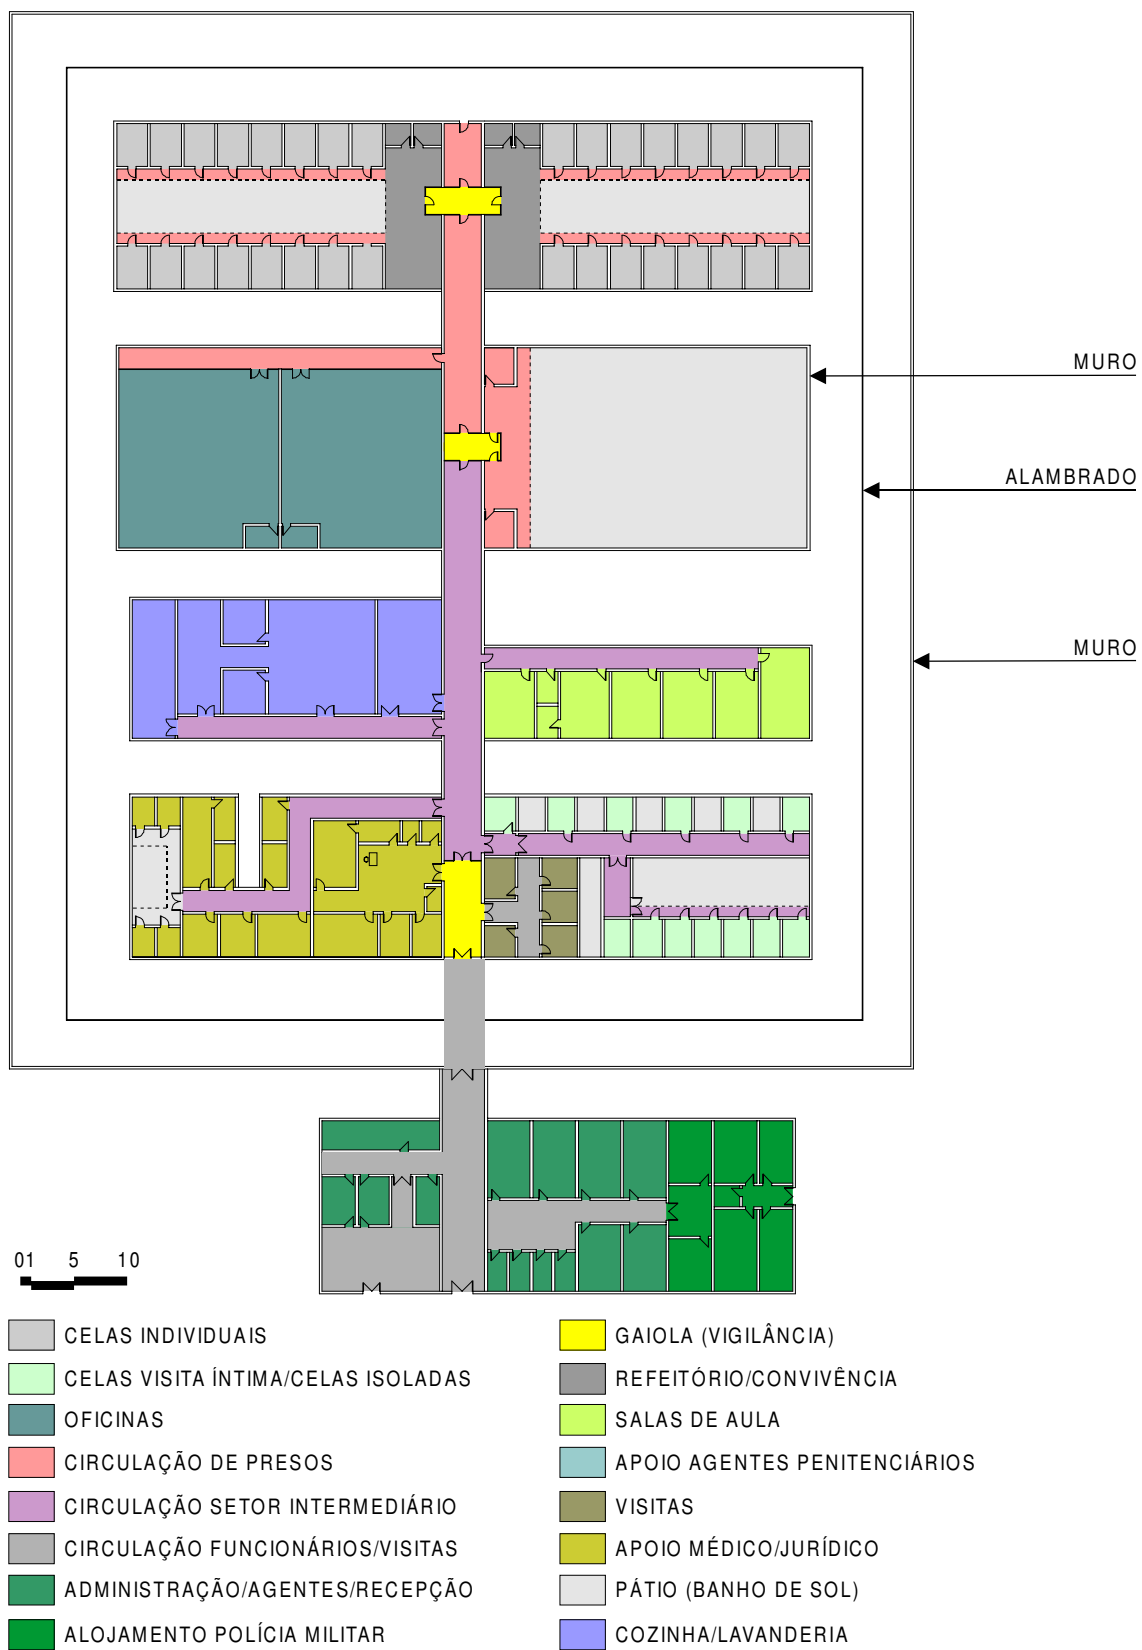 MURO
ALAMBRADO
MURO
01 5 10
CELAS INDIVIDUAIS
CELAS VISITA ÍNTIMA/CELAS ISOLADAS
OFICINAS
CIRCULAÇÃO DE PRESOS
CIRCULAÇÃO SETOR INTERMEDIÁRIO
CIRCULAÇÃO FUNCIONÁRIOS/VISITAS
ADMINISTRAÇÃO/AGENTES/RECEPÇÃO
ALOJAMENTO POLÍCIA MILITAR
GAIOLA (VIGILÂNCIA)
REFEITÓRIO/CONVIVÊNCIA
SALAS DE AULA
APOIO AGENTES PENITENCIÁRIOS
VISITAS
APOIO MÉDICO/JURÍDICO
PÁTIO (BANHO DE SOL)
COZINHA/LAVANDERIA